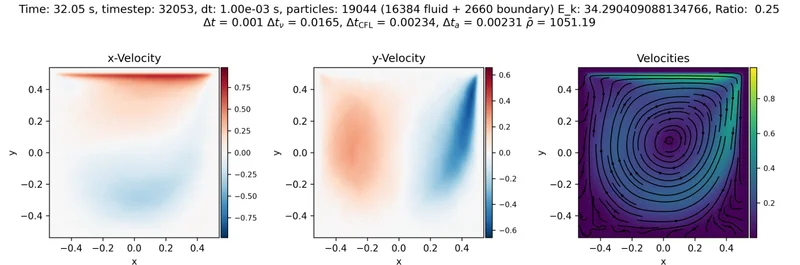 Time: 32.05 s, timestep: 32053, dt: 1.00e-03 s, particles: 19044 (16384 fluid + 2660 boundary) E_k: 34.290409088134766, Ratio:  0.25
Δt = 0.001 Δtν = 0.0165, ΔtCFL = 0.00234, Δta = 0.00231 ρ̄ = 1051.19
x-Velocity
y-Velocity
Velocities
y
0.4
0.2
0.0
−0.2
−0.4
−0.4 −0.2 0.0 0.2 0.4
x
0.75
0.50
0.25
0.00
−0.25
−0.50
−0.75
y
0.4
0.2
0.0
−0.2
−0.4
−0.4 −0.2 0.0 0.2 0.4
x
0.6
0.4
0.2
0.0
−0.2
−0.4
−0.6
y
0.4
0.2
0.0
−0.2
−0.4
−0.4 −0.2 0.0 0.2 0.4
x
0.8
0.6
0.4
0.2